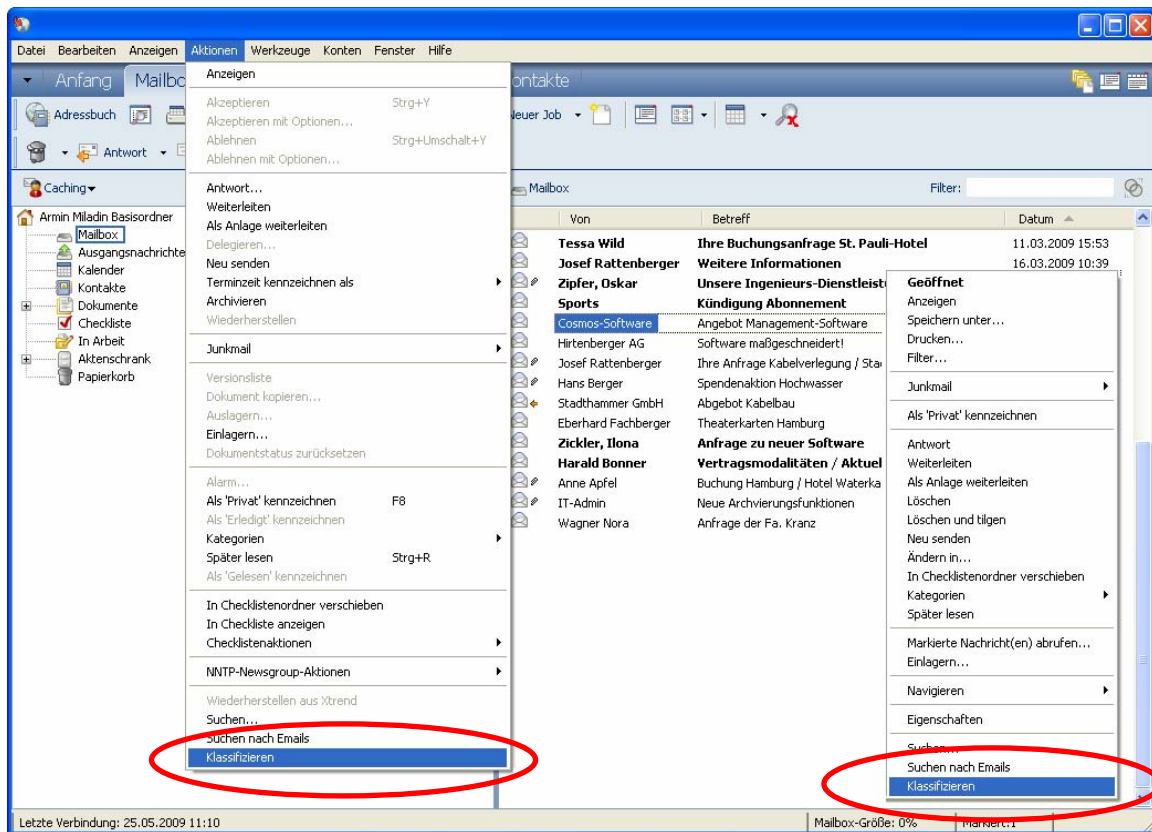 Datei Bearbeiten Anzeigen Aktionen Werkzeuge Konten Fenster Hilfe
Anfang Mailbo ontakte
Adressbuch Neuer Job
Antwort
Caching Mailbox Filter:
Armin Miladin Basisordner
Mailbox
Ausgangsnachrichte
Kalender
Kontakte
Dokumente
Checkliste
In Arbeit
Aktenschrank
Papierkorb
Anzeigen
Akzeptieren Strg+Y
Akzeptieren mit Optionen...
Ablehnen Strg+Umschalt+Y
Ablehnen mit Optionen...
Antwort...
Weiterleiten
Als Anlage weiterleiten
Delegieren...
Neu senden
Terminzeit kennzeichnen als
Archivieren
Wiederherstellen
Junkmail
Versionsliste
Dokument kopieren...
Auslagern...
Einlagern...
Dokumentstatus zurücksetzen
Alarm...
Als 'Privat' kennzeichnen F8
Als 'Erledigt' kennzeichnen
Kategorien
Später lesen Strg+R
Als 'Gelesen' kennzeichnen
In Checklistenordner verschieben
In Checkliste anzeigen
Checklistenaktionen
NNTP-Newsgroup-Aktionen
Wiederherstellen aus Xtrend
Suchen...
Suchen nach Emails
Klassifizieren
Von Betreff Datum
Tessa Wild Ihre Buchungsanfrage St. Pauli-Hotel 11.03.2009 15:53
Josef Rattenberger Weitere Informationen 16.03.2009 10:39
Zipfer, Oskar Unsere Ingenieurs-Dienstleist
Sports Kündigung Abonnement
Cosmos-Software Angebot Management-Software
Hirtenberger AG Software maßgeschneidert!
Josef Rattenberger Ihre Anfrage Kabelverlegung / Sta
Hans Berger Spendenaktion Hochwasser
Stadthammer GmbH Abgebot Kabelbau
Eberhard Fachberger Theaterkarten Hamburg
Zickler, Ilona Anfrage zu neuer Software
Harald Bonner Vertragsmodalitäten / Aktuel
Anne Apfel Buchung Hamburg / Hotel Waterka
IT-Admin Neue Archvierungsfunktionen
Wagner Nora Anfrage der Fa. Kranz
Geöffnet
Anzeigen
Speichern unter...
Drucken...
Filter...
Junkmail
Als 'Privat' kennzeichnen
Antwort
Weiterleiten
Als Anlage weiterleiten
Löschen
Löschen und tilgen
Neu senden
Ändern in...
In Checklistenordner verschieben
Kategorien
Später lesen
Markierte Nachricht(en) abrufen...
Einlagern...
Navigieren
Eigenschaften
Suchen...
Suchen nach Emails
Klassifizieren
Letzte Verbindung: 25.05.2009 11:10 Mailbox-Größe: 0% Markiert:1